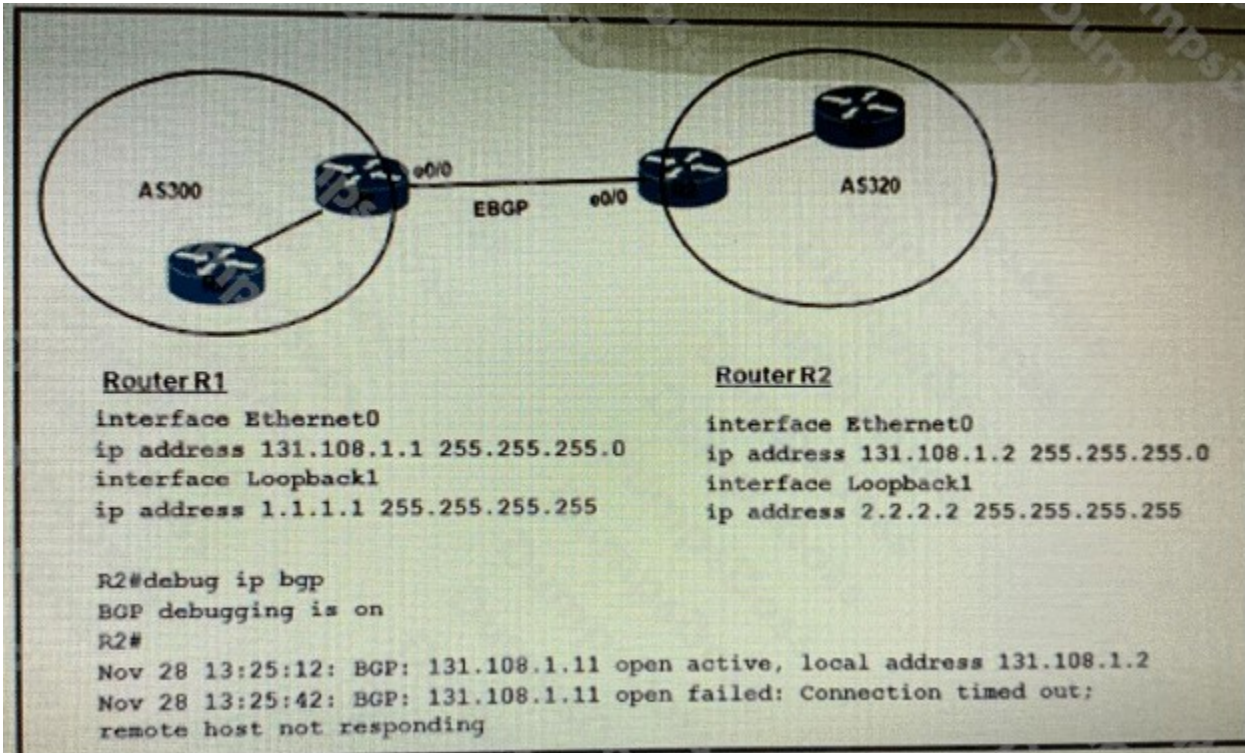 AS300
e0/0
EBGP
e0/0
AS320
Router R1
interface Ethernet0
ip address 131.108.1.1 255.255.255.0
interface Loopback1
ip address 1.1.1.1 255.255.255.255
Router R2
interface Ethernet0
ip address 131.108.1.2 255.255.255.0
interface Loopback1
ip address 2.2.2.2 255.255.255.255
R2#debug ip bgp
BGP debugging is on
R2#
Nov 28 13:25:12: BGP: 131.108.1.11 open active, local address 131.108.1.2
Nov 28 13:25:42: BGP: 131.108.1.11 open failed: Connection timed out;
remote host not responding